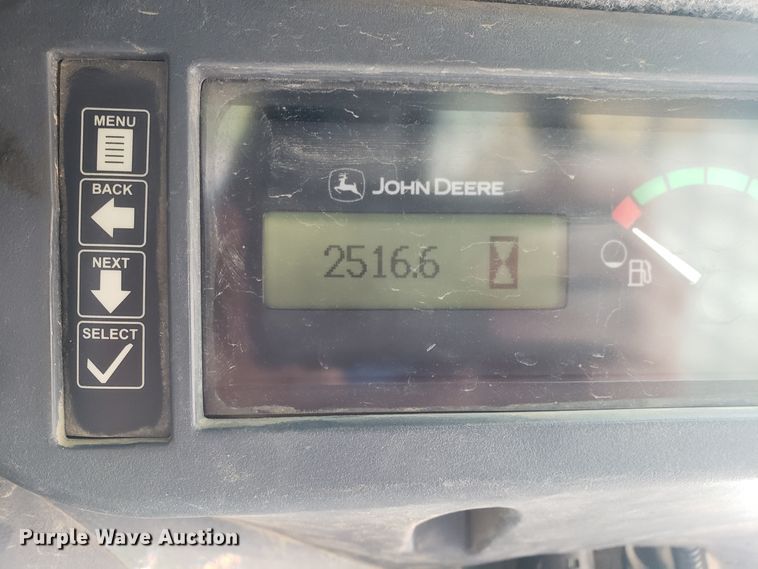 MENU
BACK
NEXT
SELECT
JOHN DEERE
2516.6
Purple Wave Auction®